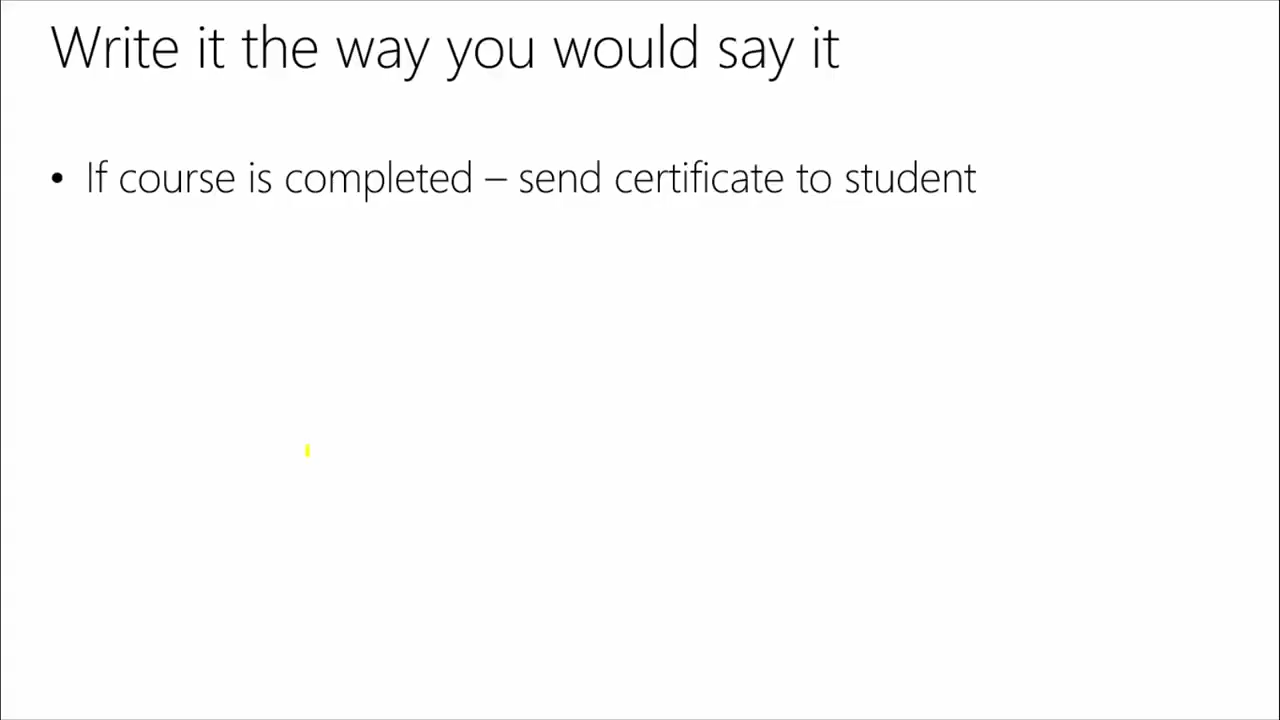 Write it the way you would say it
• If course is completed – send certificate to student